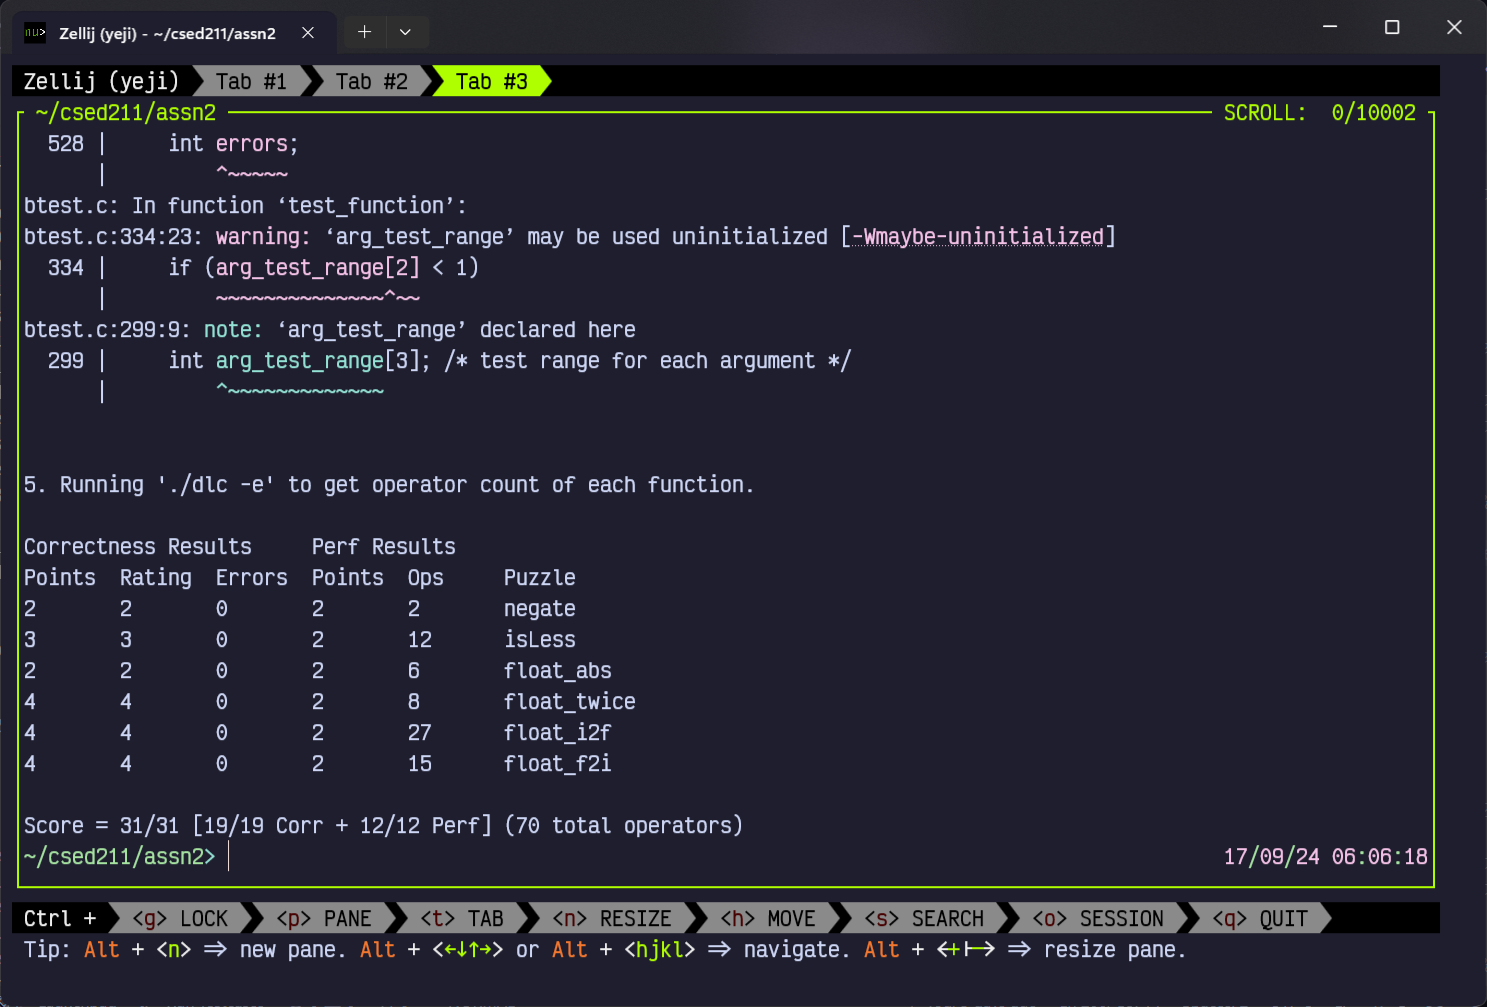 Zellij (yeji) - ~/csed211/assn2
Zellij (yeji) Tab #1 Tab #2 Tab #3
~/csed211/assn2 SCROLL: 0/10002
528 | int errors;
| ^~~~~~
btest.c: In function ‘test_function’:
btest.c:334:23: warning: ‘arg_test_range’ may be used uninitialized [-Wmaybe-uninitialized]
334 | if (arg_test_range[2] < 1)
| ~~~~~~~~~~~~~~^~~
btest.c:299:9: note: ‘arg_test_range’ declared here
299 | int arg_test_range[3]; /* test range for each argument */
| ^~~~~~~~~~~~~~
5. Running './dlc -e' to get operator count of each function.
Correctness Results Perf Results
Points Rating Errors Points Ops Puzzle
2 2 0 2 2 negate
3 3 0 2 12 isLess
2 2 0 2 6 float_abs
4 4 0 2 8 float_twice
4 4 0 2 27 float_i2f
4 4 0 2 15 float_f2i
Score = 31/31 [19/19 Corr + 12/12 Perf] (70 total operators)
~/csed211/assn2> 17/09/24 06:06:18
Ctrl + <g> LOCK <p> PANE <t> TAB <n> RESIZE <h> MOVE <s> SEARCH <o> SESSION <q> QUIT
Tip: Alt + <n> => new pane. Alt + <←↓↑→> or Alt + <hjkl> => navigate. Alt + <+|-> => resize pane.